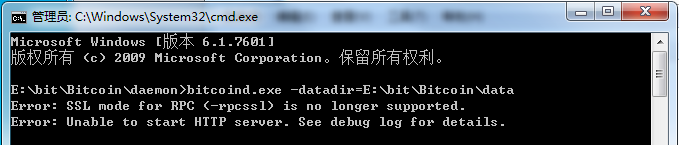 管理员: C:\Windows\System32\cmd.exe
Microsoft Windows [版本 6.1.7601]
版权所有 (c) 2009 Microsoft Corporation。保留所有权利。
E:\bit\Bitcoin\daemon>bitcoind.exe -datadir=E:\bit\Bitcoin\data
Error: SSL mode for RPC (-rpcssl) is no longer supported.
Error: Unable to start HTTP server. See debug log for details.